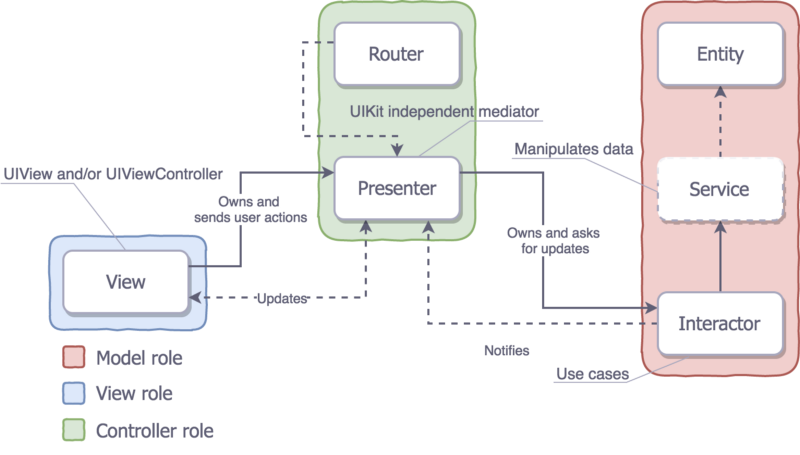 Router
Entity
UIKit independent mediator
Manipulates data
UIView and/or UIViewController
Presenter
Service
Owns and
sends user actions
Owns and asks
for updates
View
Updates
Interactor
Notifies
Use cases
Model role
View role
Controller role